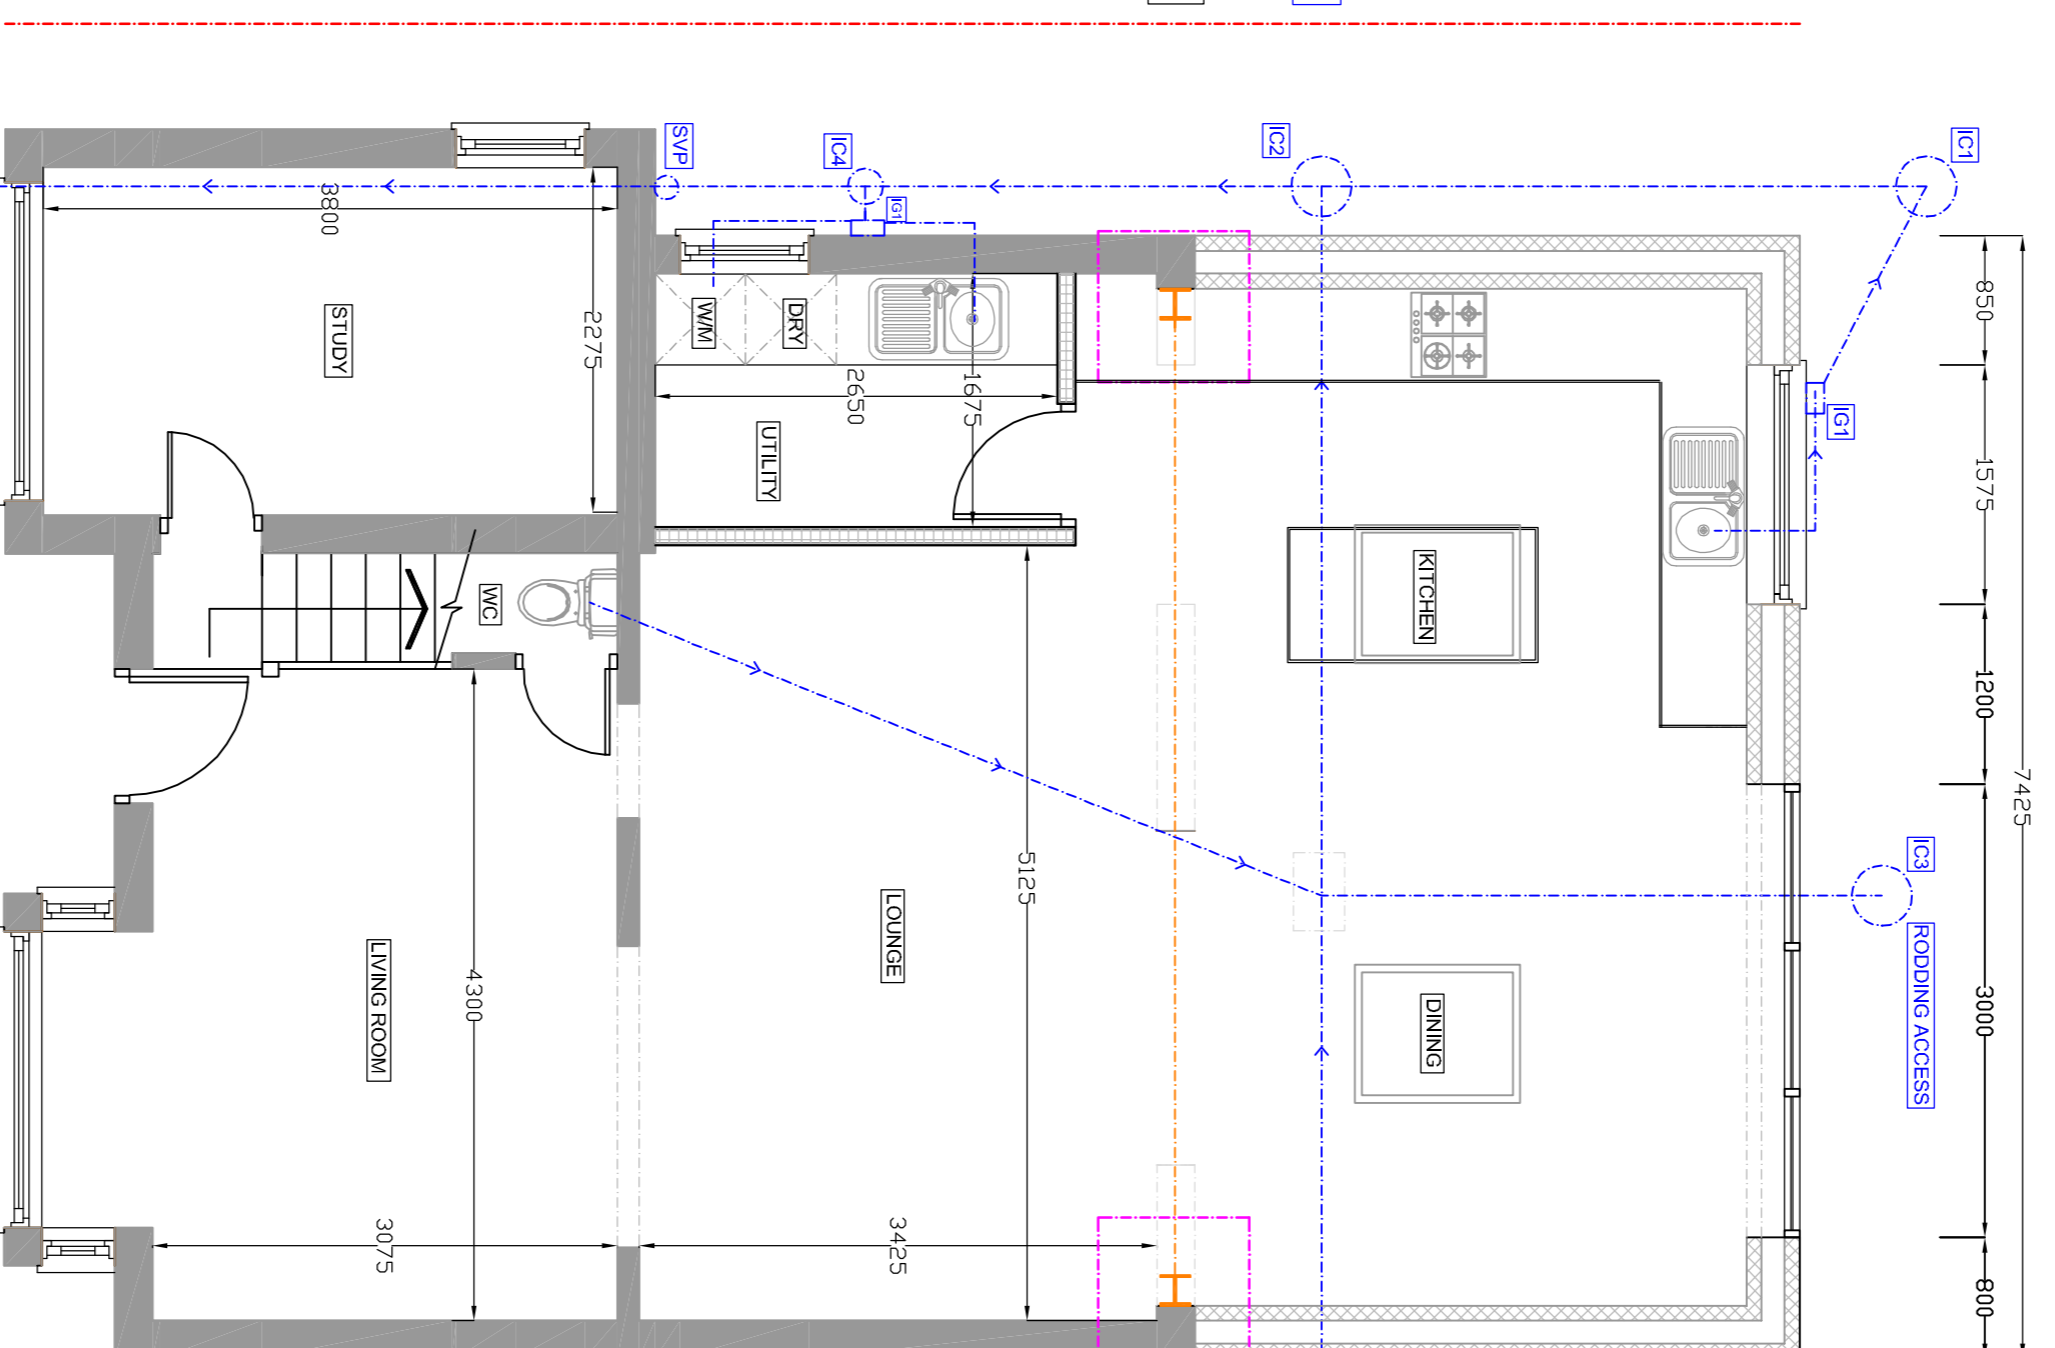 SVP
IC4
IG1
IC2
IC1
3800
STUDY
2275
W/M
DRY
2650
1675
UTILITY
850
IG1
1575
KITCHEN
WC
1200
7425
IC3
RODDING ACCESS
5125
LOUNGE
LIVING ROOM
4300
DINING
3000
3075
3425
800